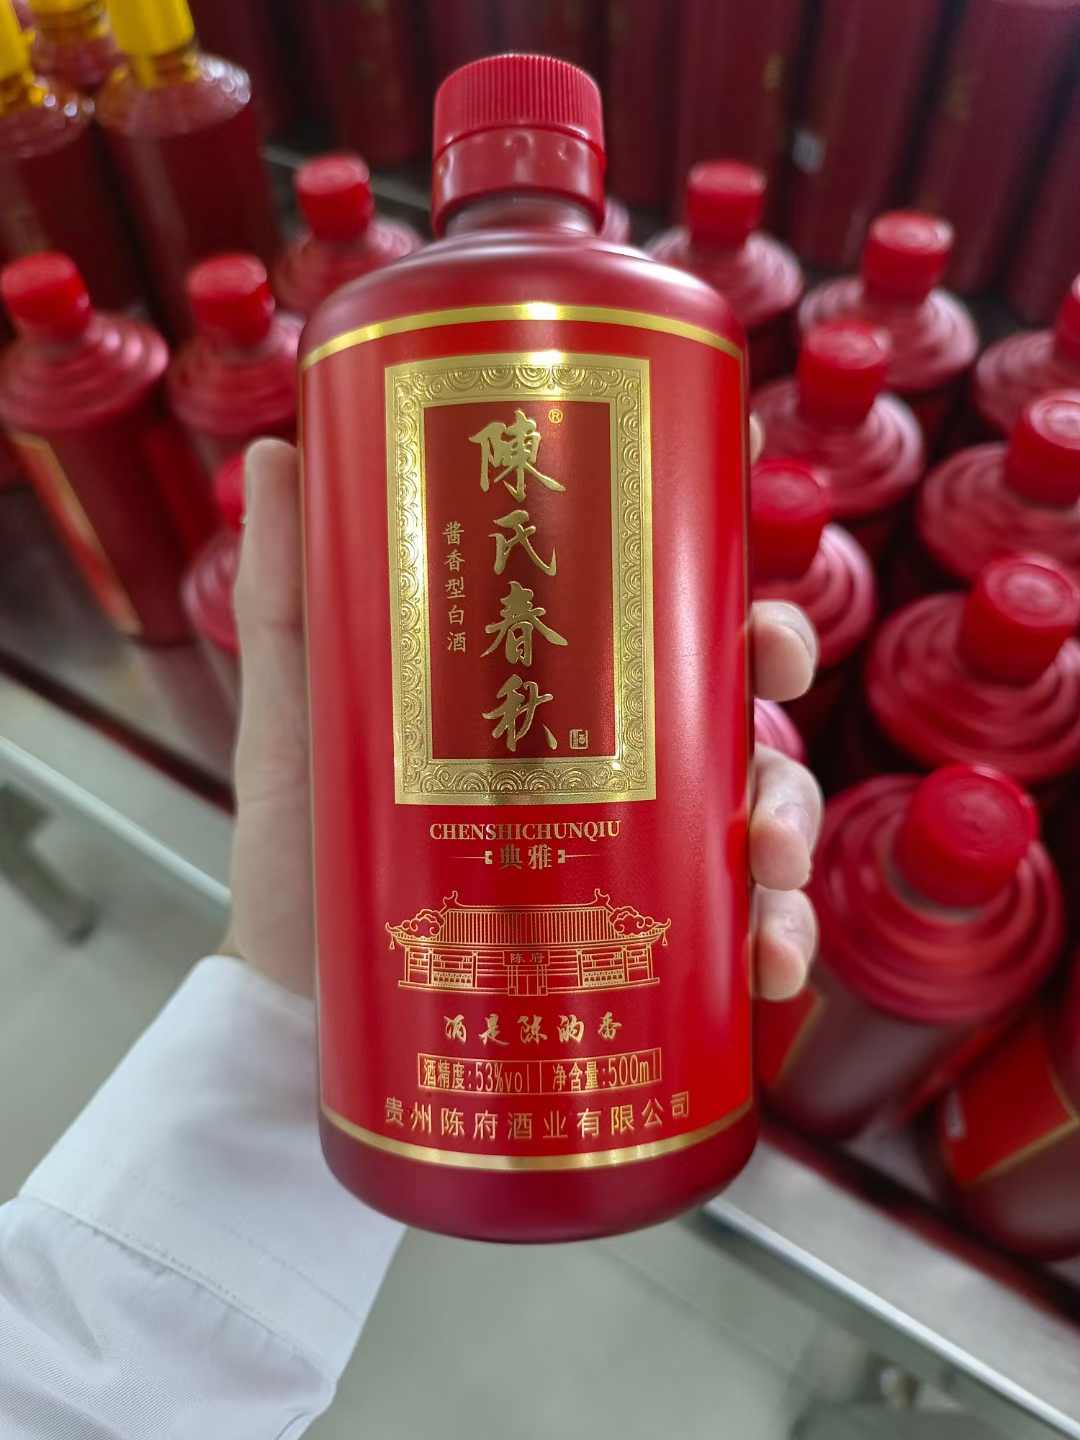 陳氏春秋®
酱香型白酒
CHENSHICHUNQIU
典雅
陈府
酒是陈的香
酒精度:53%vol | 净含量:500ml
贵州陈府酒业有限公司